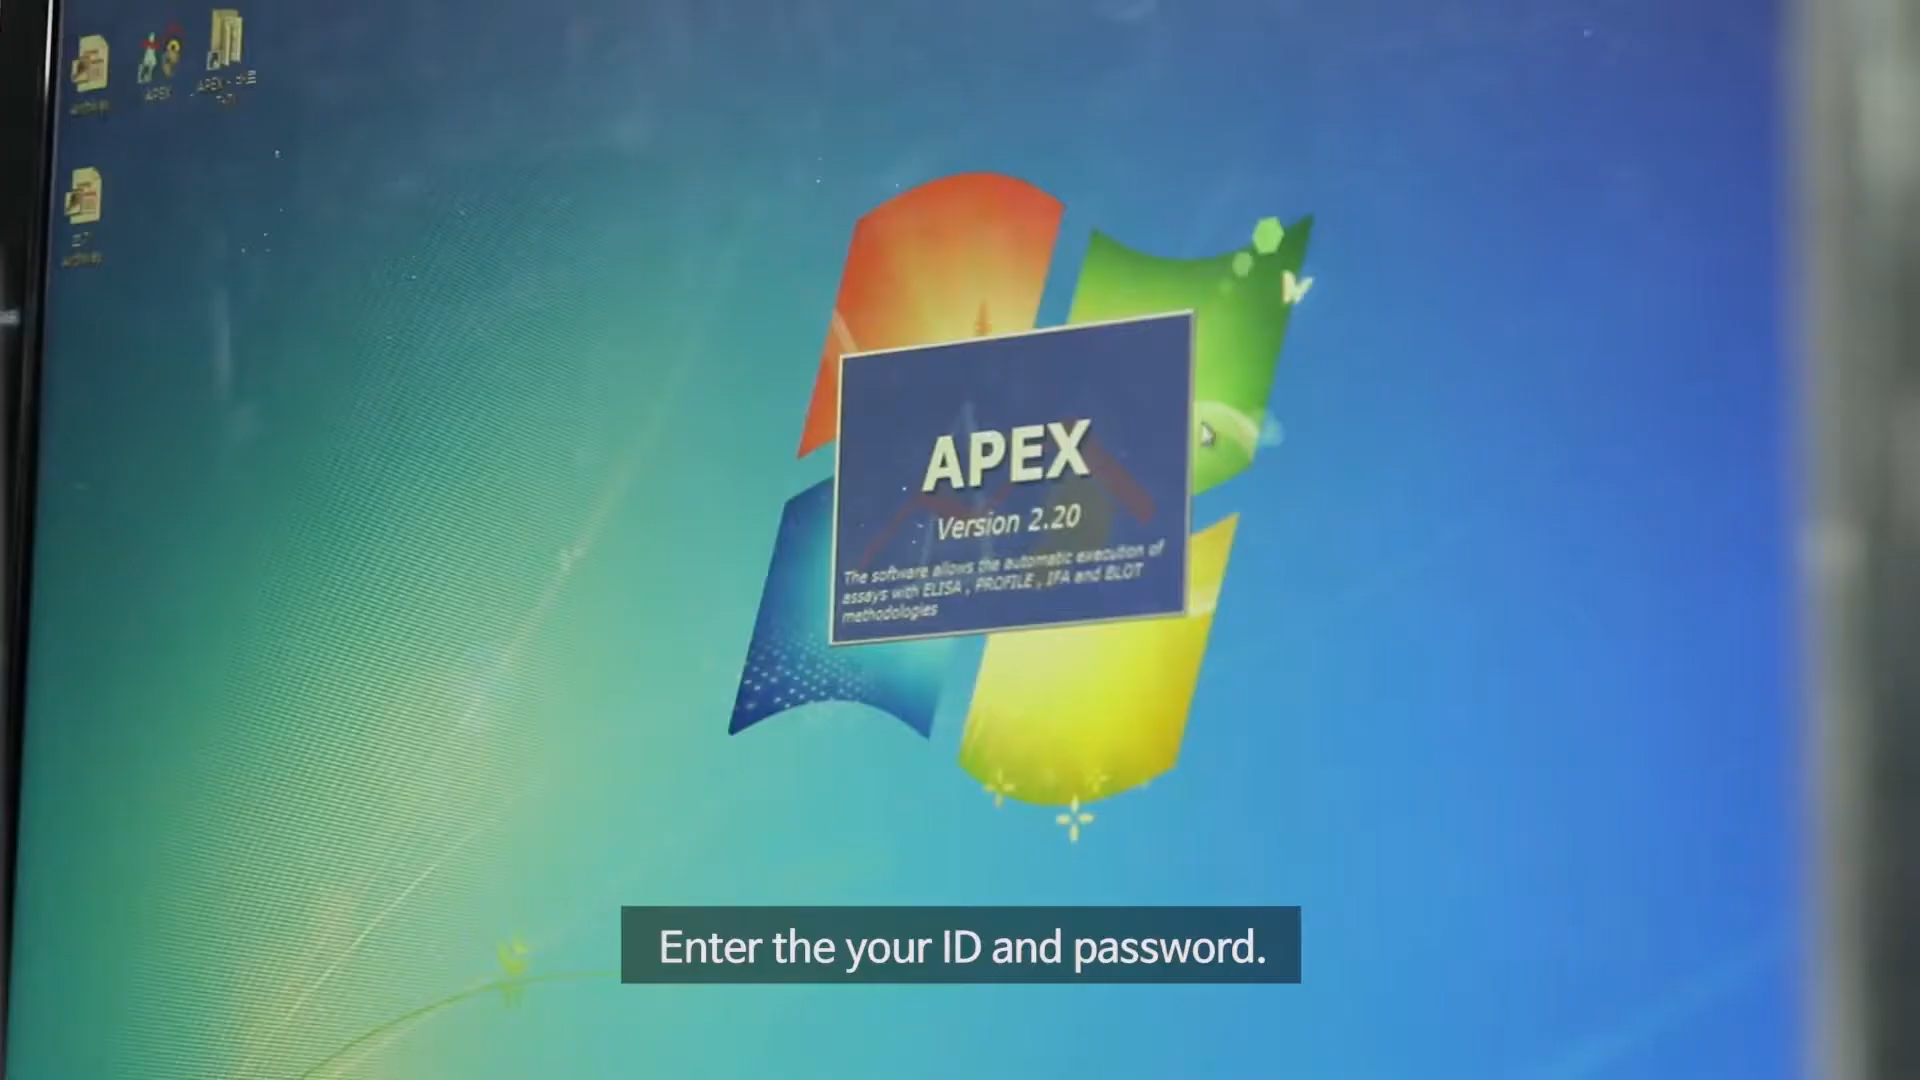 APEX
APEX
Version 2.20
The software allows the automatic execution of
assays with ELISA , PROFILE , IFA and BLOT
methodologies
Enter the your ID and password.